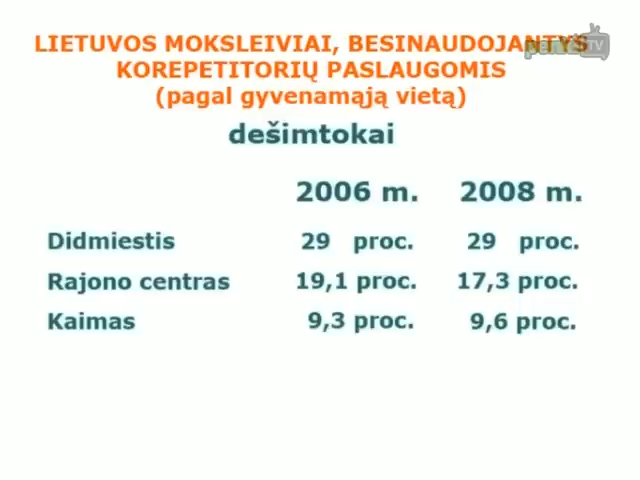 LIETUVOS MOKSLEIVIAI, BESINAUDOJANTYS
KOREPETITORIŲ PASLAUGOMIS
(pagal gyvenamąją vietą)
dešimtokai
2006 m. 2008 m.
Didmiestis 29 proc. 29 proc.
Rajono centras 19,1 proc. 17,3 proc.
Kaimas 9,3 proc. 9,6 proc.